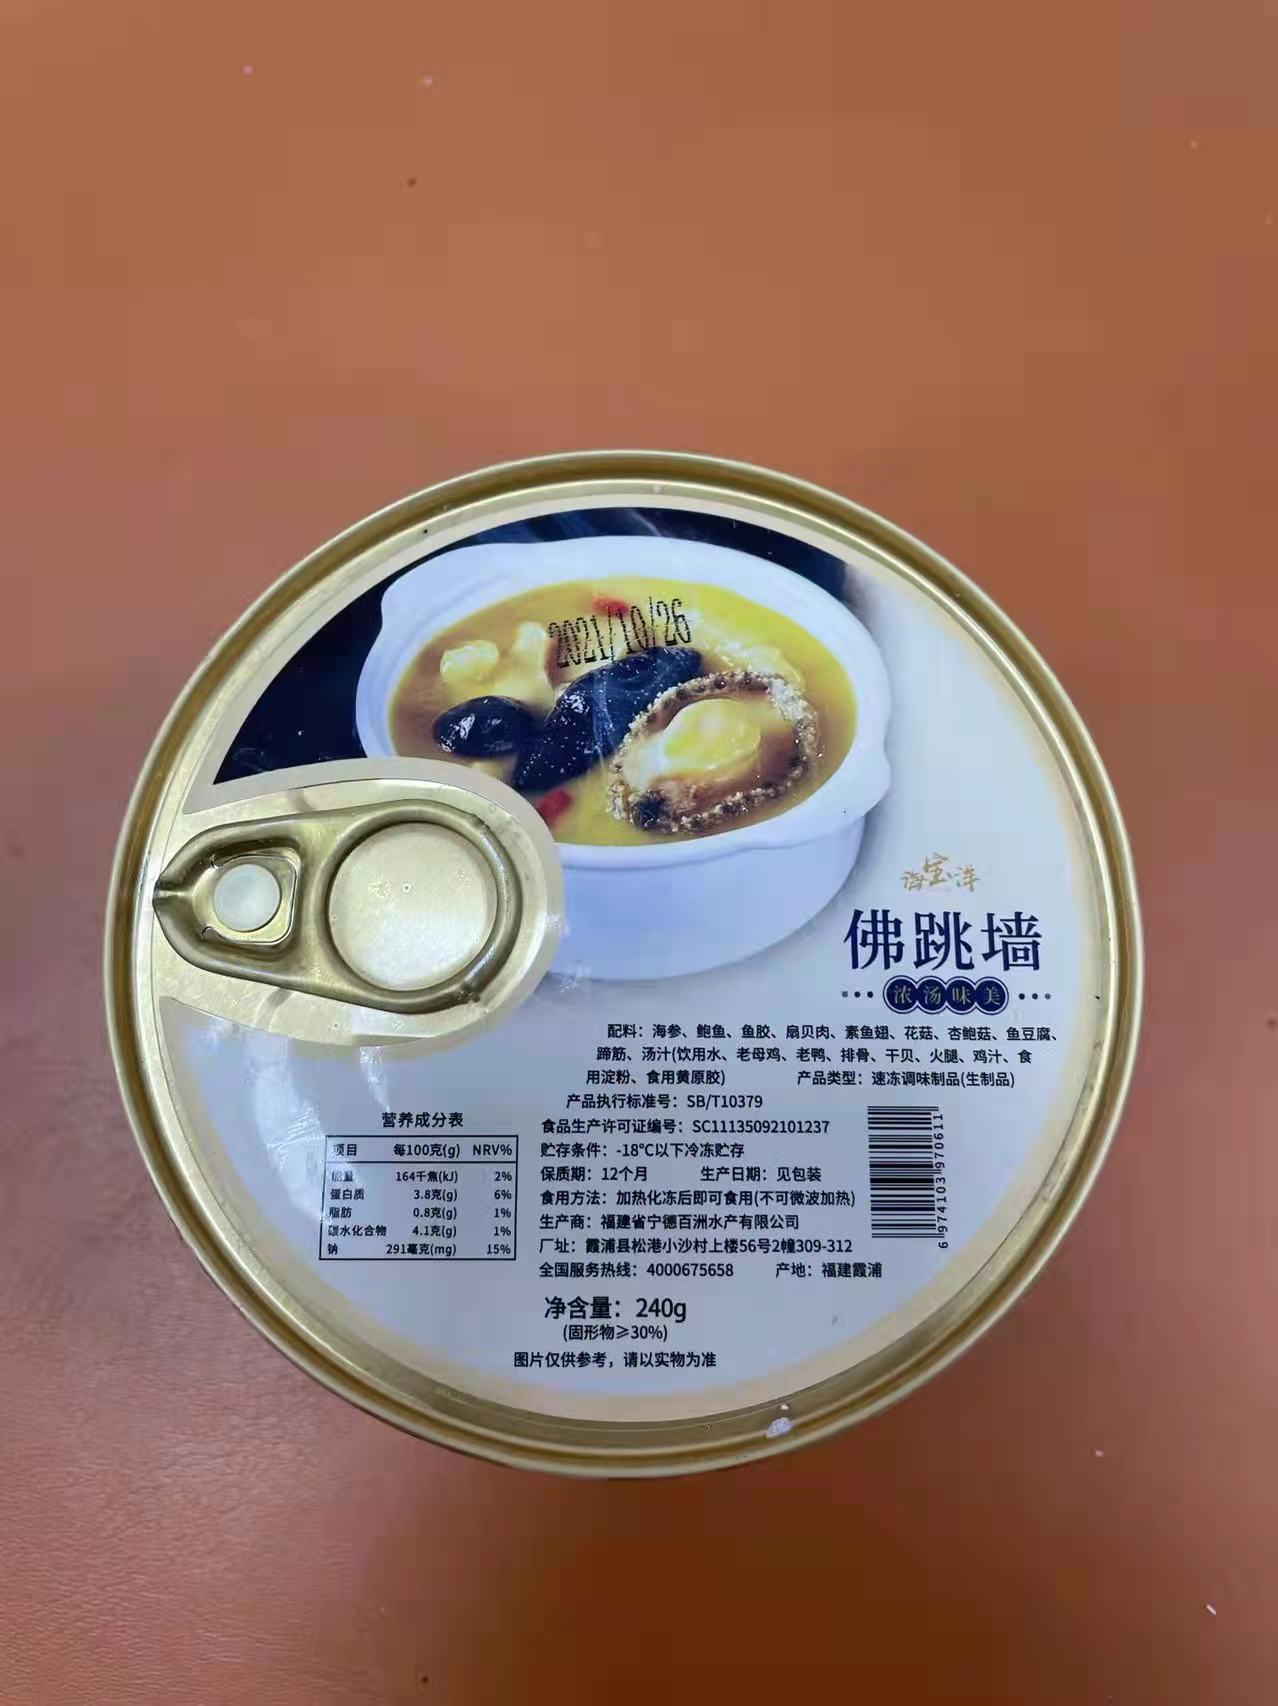 2021/10/26
海宝洋
佛跳墙
浓汤味美
配料：海参、鲍鱼、鱼胶、扇贝肉、素鱼翅、花菇、杏鲍菇、鱼豆腐、
蹄筋、汤汁(饮用水、老母鸡、老鸭、排骨、干贝、火腿、鸡汁、食
用淀粉、食用黄原胶) 产品类型：速冻调味制品(生制品)
产品执行标准号：SB/T10379
食品生产许可证编号：SC11135092101237
贮存条件：-18℃以下冷冻贮存
保质期：12个月 生产日期：见包装
食用方法：加热化冻后即可食用(不可微波加热)
生产商：福建省宁德百洲水产有限公司
厂址：霞浦县松港小沙村上楼56号2幢309-312
全国服务热线：4000675658 产地：福建霞浦
6974103970611
营养成分表
项目 每100克(g) NRV%
能量 164千焦(kJ) 2%
蛋白质 3.8克(g) 6%
脂肪 0.8克(g) 1%
碳水化合物 4.1克(g) 1%
钠 291毫克(mg) 15%
净含量：240g
(固形物≥30%)
图片仅供参考，请以实物为准